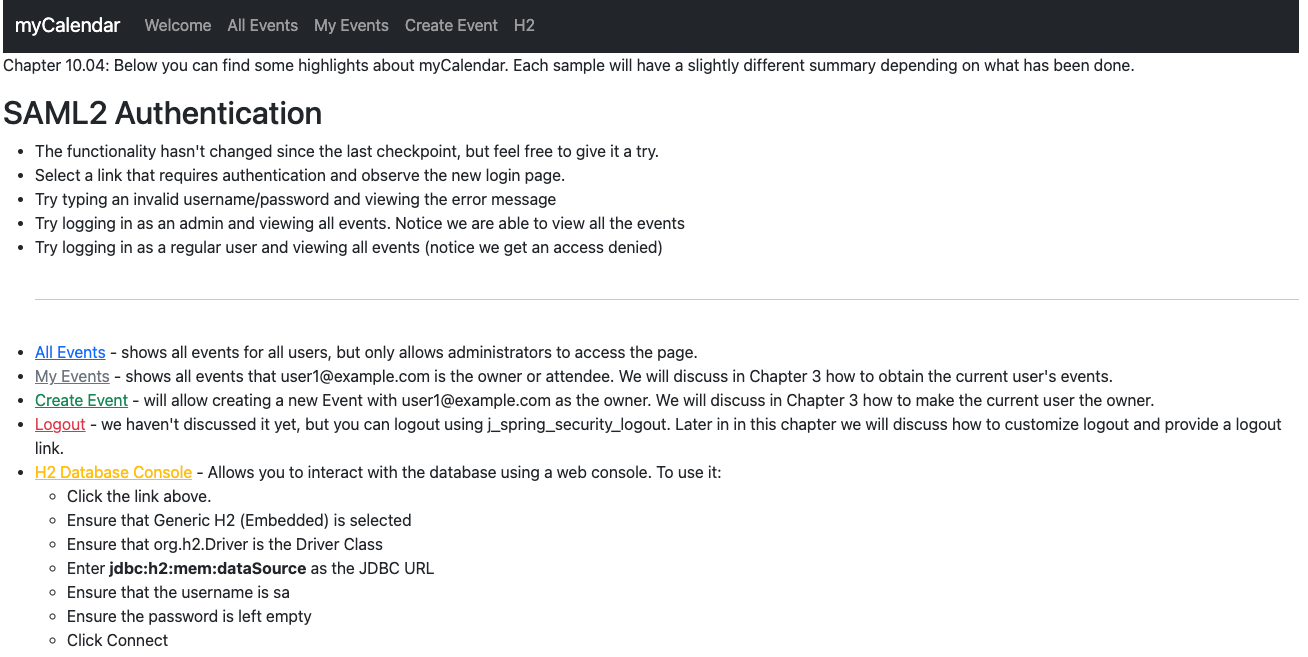 myCalendar Welcome All Events My Events Create Event H2
Chapter 10.04: Below you can find some highlights about myCalendar. Each sample will have a slightly different summary depending on what has been done.
SAML2 Authentication
The functionality hasn't changed since the last checkpoint, but feel free to give it a try.
Select a link that requires authentication and observe the new login page.
Try typing an invalid username/password and viewing the error message
Try logging in as an admin and viewing all events. Notice we are able to view all the events
Try logging in as a regular user and viewing all events (notice we get an access denied)
All Events - shows all events for all users, but only allows administrators to access the page.
My Events - shows all events that user1@example.com is the owner or attendee. We will discuss in Chapter 3 how to obtain the current user's events.
Create Event - will allow creating a new Event with user1@example.com as the owner. We will discuss in Chapter 3 how to make the current user the owner.
Logout - we haven't discussed it yet, but you can logout using j_spring_security_logout. Later in in this chapter we will discuss how to customize logout and provide a logout
link.
H2 Database Console - Allows you to interact with the database using a web console. To use it:
Click the link above.
Ensure that Generic H2 (Embedded) is selected
Ensure that org.h2.Driver is the Driver Class
Enter jdbc:h2:mem:dataSource as the JDBC URL
Ensure that the username is sa
Ensure the password is left empty
Click Connect